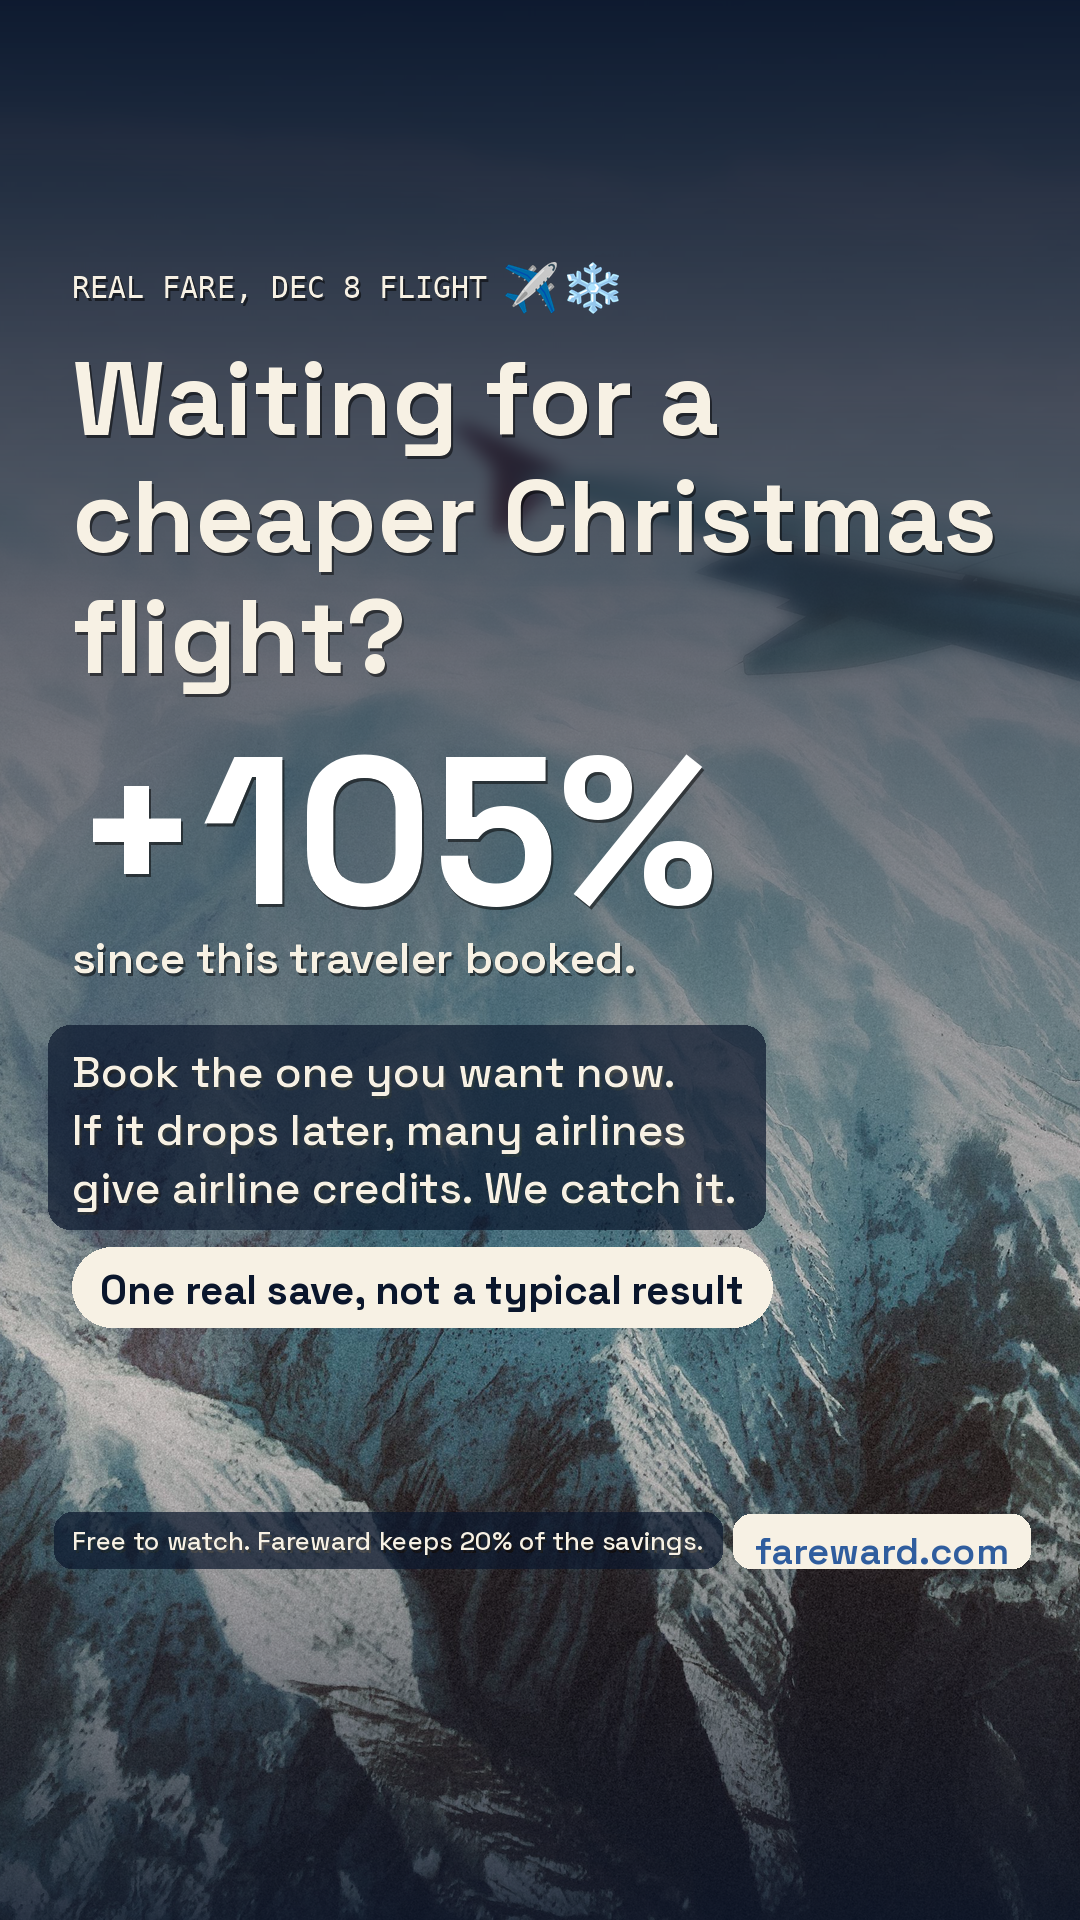 REAL FARE, DEC 8 FLIGHT ✈️❄️
Waiting for a
cheaper Christmas
flight?
+105%
since this traveler booked.
Book the one you want now.
If it drops later, many airlines
give airline credits. We catch it.
One real save, not a typical result
Free to watch. Fareward keeps 20% of the savings.
fareward.com